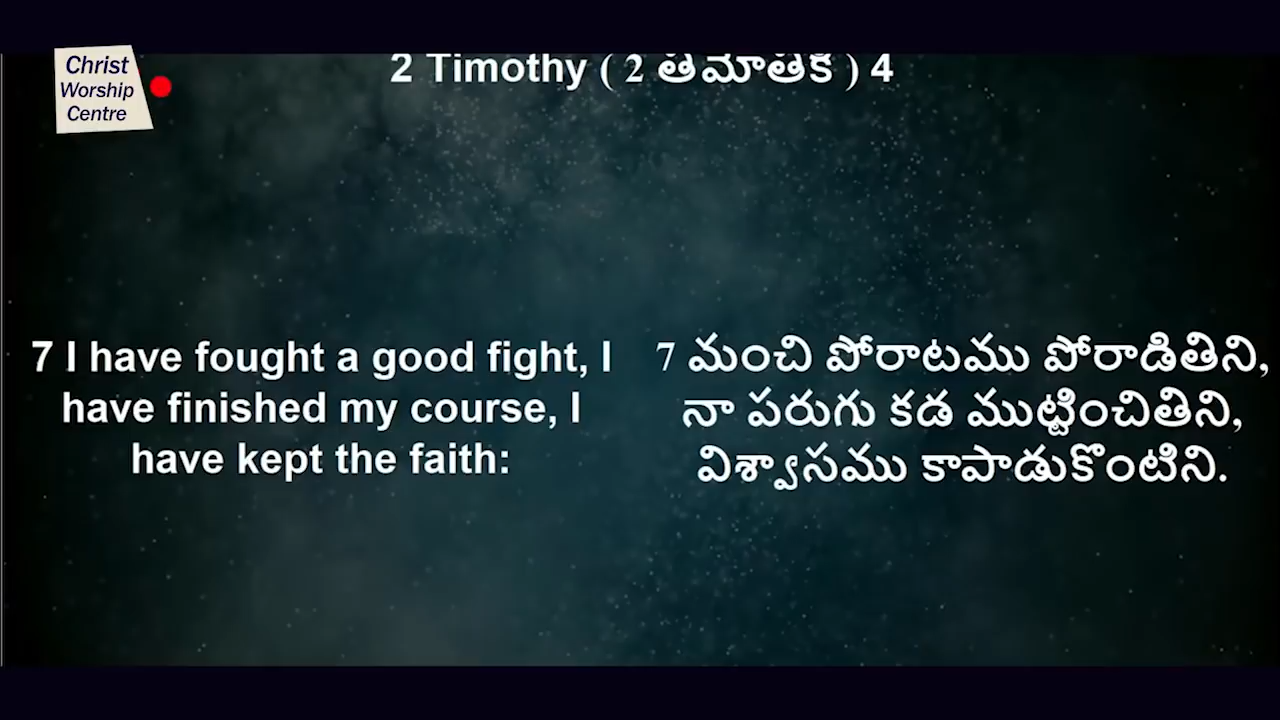 Christ
Worship
Centre
2 Timothy ( 2 తిమోతికి ) 4
7 I have fought a good fight, I
have finished my course, I
have kept the faith:
7 మంచి పోరాటము పోరాడితిని,
నా పరుగు కడ ముట్టించితిని,
విశ్వాసము కాపాడుకొంటిని.